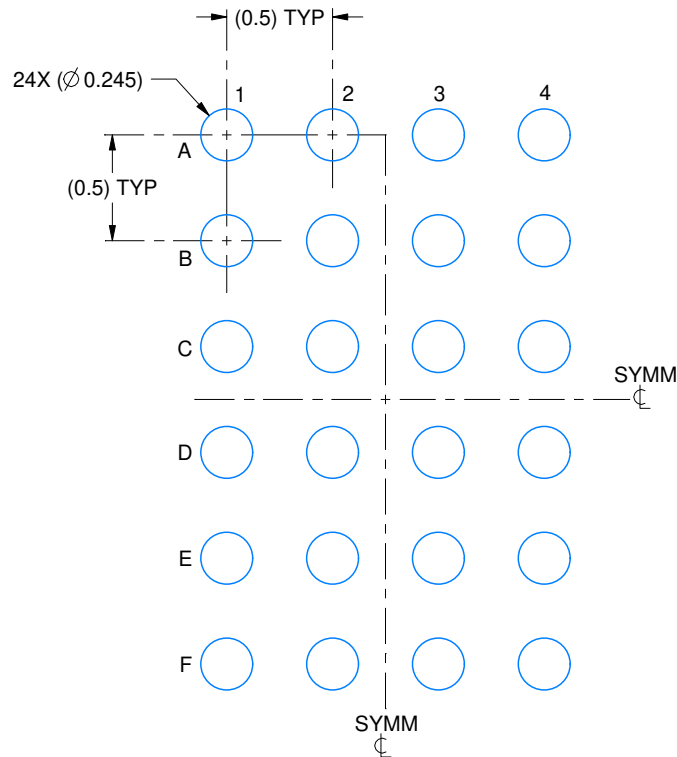 (0.5) TYP
24X (∅ 0.245)
1 2 3 4
A
(0.5) TYP
B
C
SYMM
℄
D
E
F
SYMM
℄